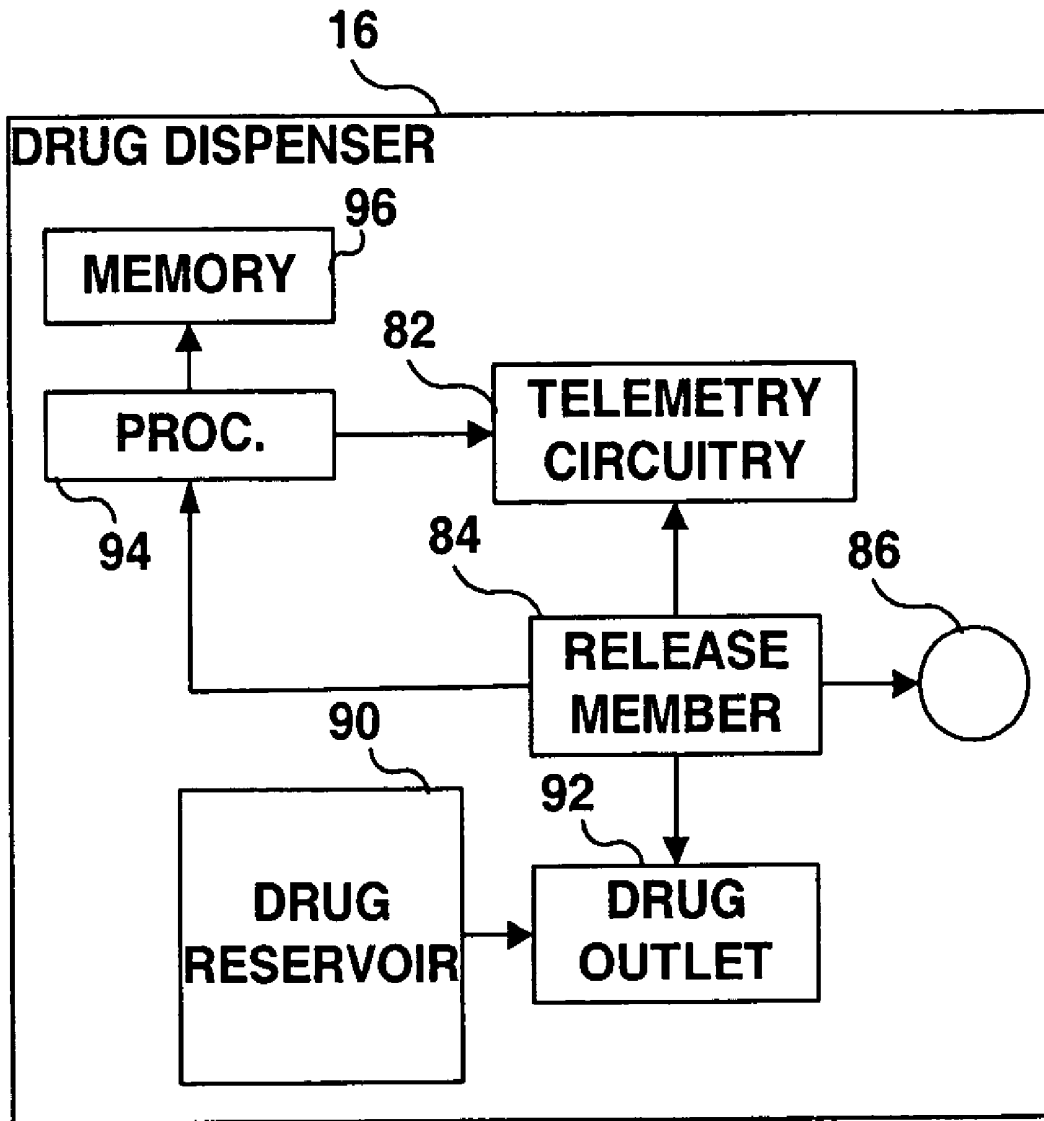 16
DRUG DISPENSER
96
MEMORY
82
TELEMETRY
CIRCUITRY
PROC.
94
84
86
RELEASE
MEMBER
90
92
DRUG
RESERVOIR
DRUG
OUTLET